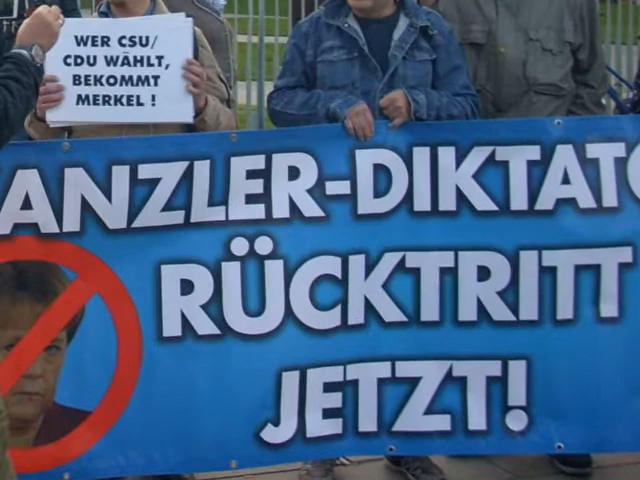 WER CSU/
CDU WÄHLT,
BEKOMMT
MERKEL !
ANZLER-DIKTATO
RÜCKTRITT
JETZT!